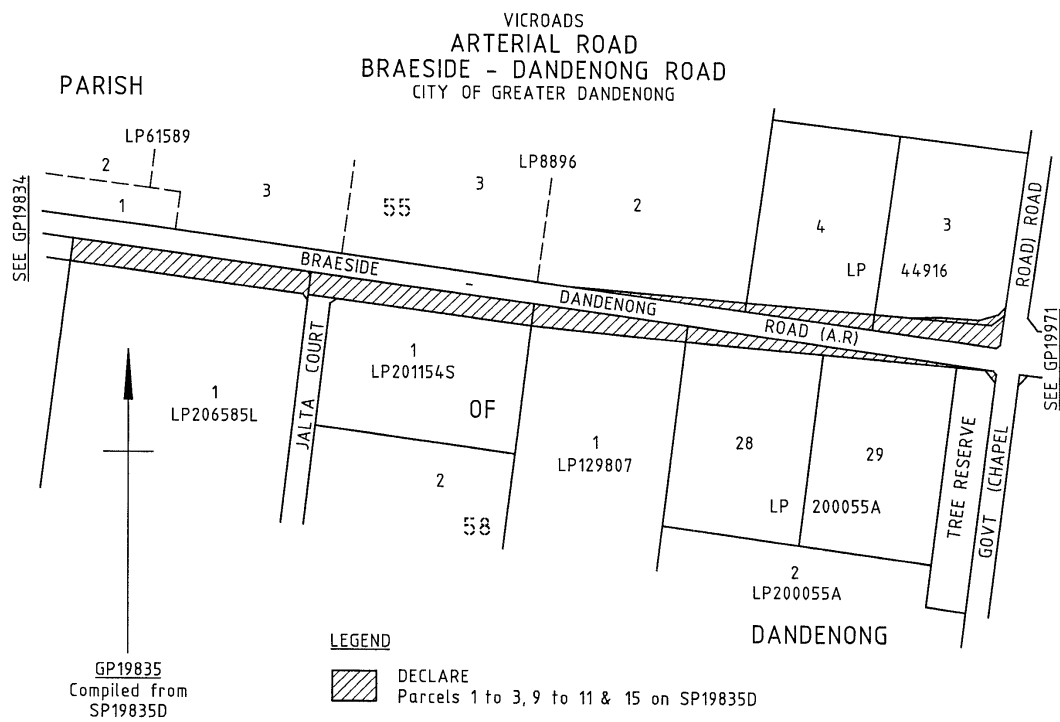 VICROADS
ARTERIAL ROAD
BRAESIDE - DANDENONG ROAD
CITY OF GREATER DANDENONG
PARISH
LP61589
LP8896
2
1
3
55
3
2
4
3
LP 44916
ROAD) ROAD
SEE GP19834
BRAESIDE - DANDENONG ROAD (A.R)
SEE GP19971
1
LP206585L
JALTA COURT
1
LP201154S
OF
2
58
1
LP129807
28
29
LP 200055A
TREE RESERVE
GOVT (CHAPEL
2
LP200055A
DANDENONG
GP19835
Compiled from
SP19835D
LEGEND
DECLARE
Parcels 1 to 3, 9 to 11 & 15 on SP19835D